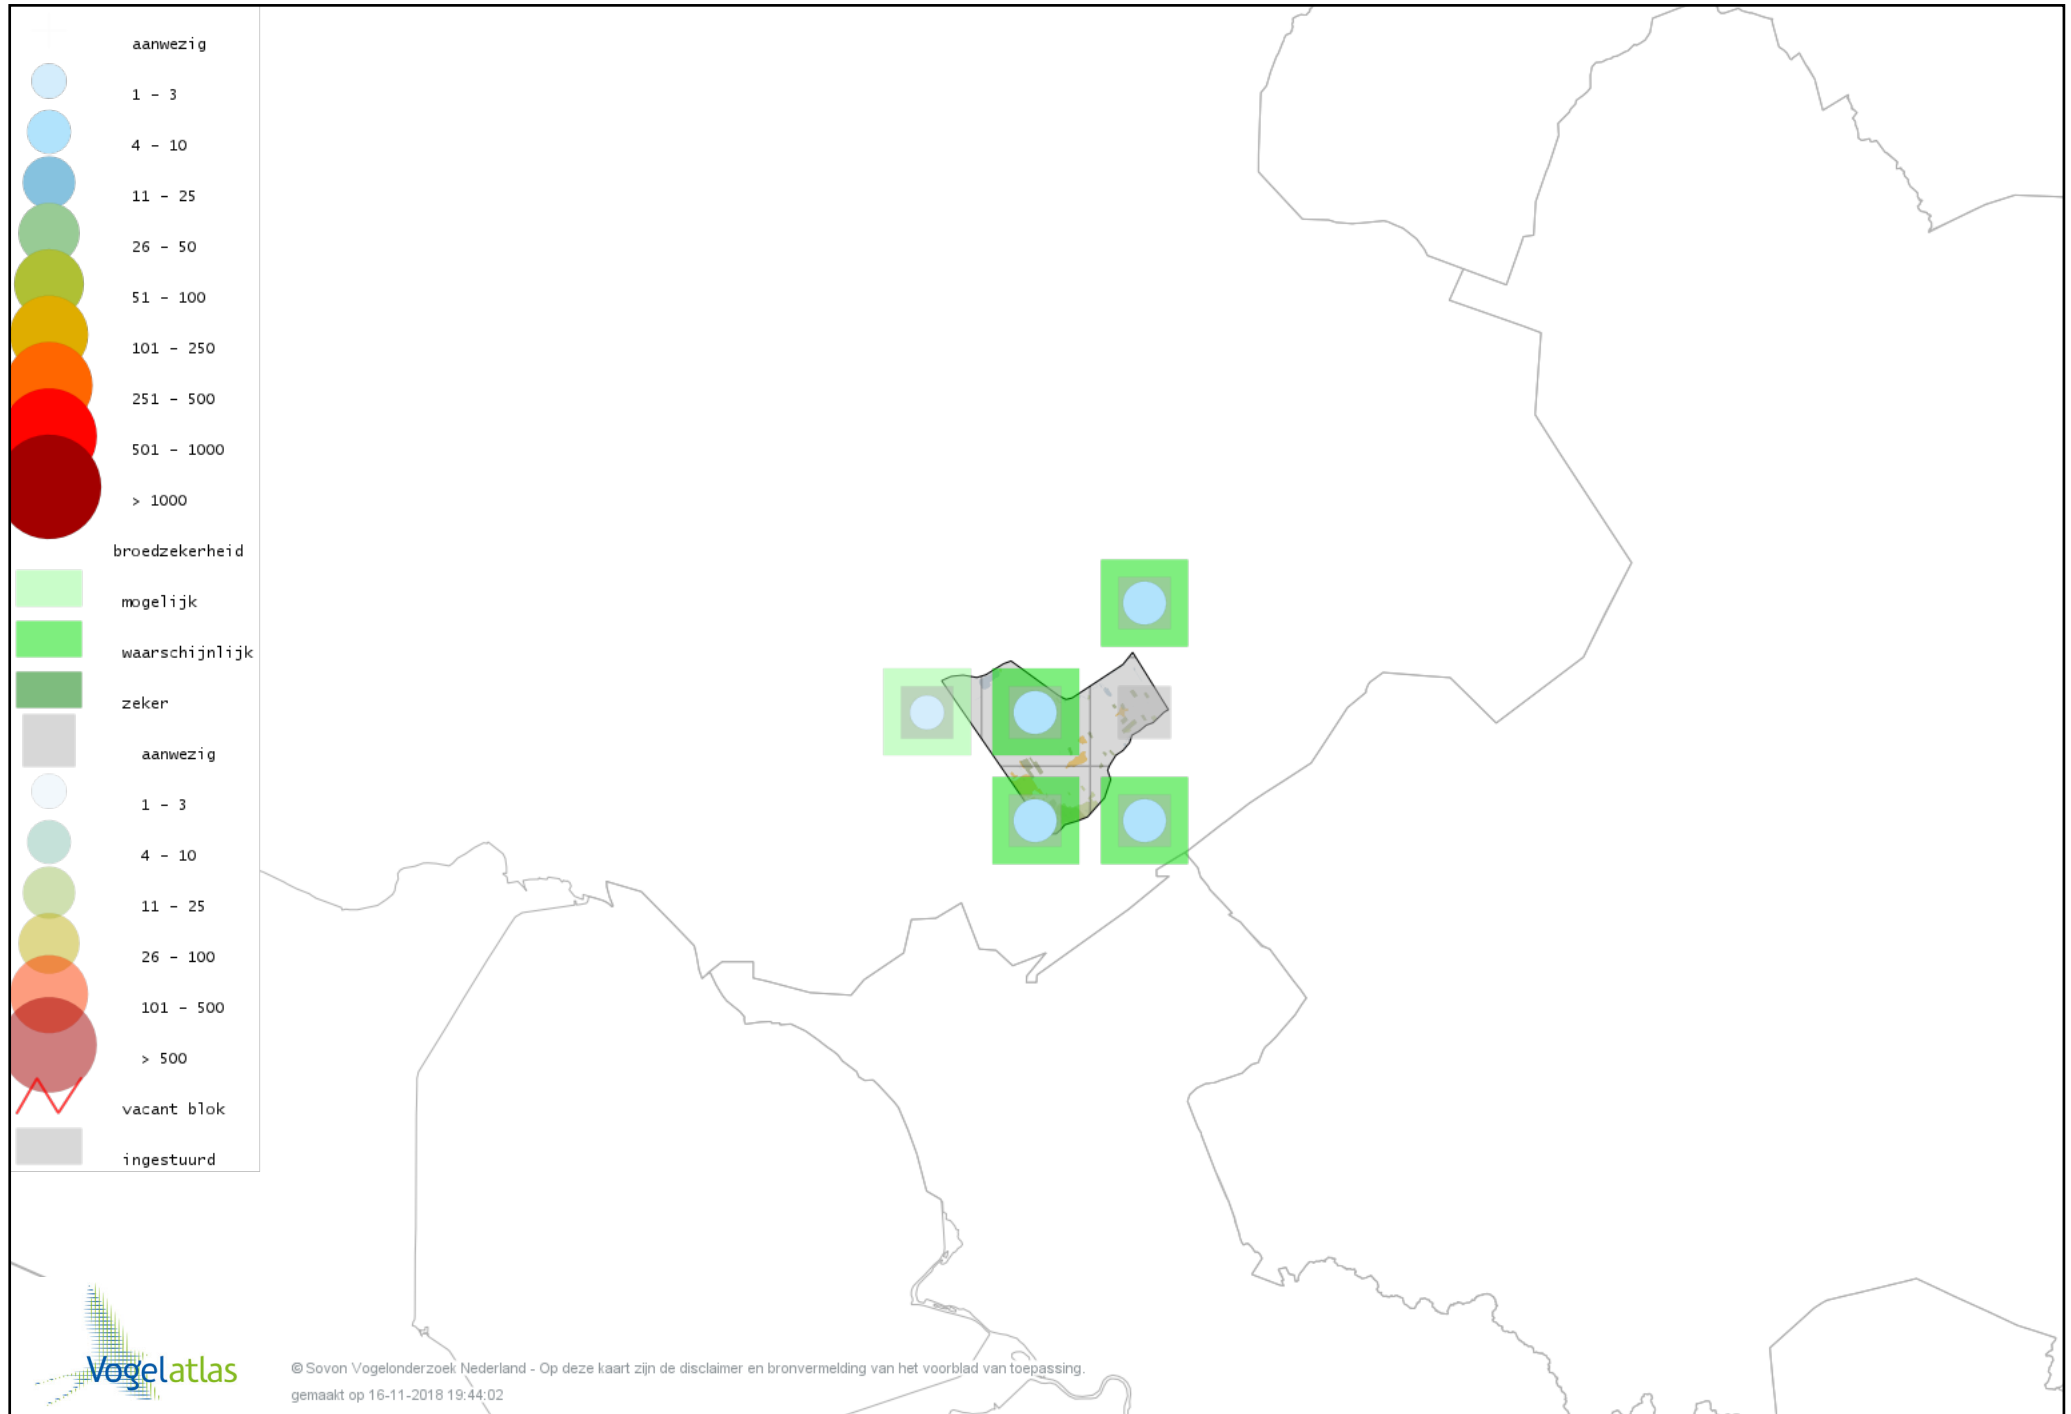 aanwezig
1 - 3
4 - 10
11 - 25
26 - 50
51 - 100
101 - 250
251 - 500
501 - 1000
> 1000
broedzekerheid
mogelijk
waarschijnlijk
zeker
aanwezig
1 - 3
4 - 10
11 - 25
26 - 100
101 - 500
> 500
vacant blok
ingestuurd
Vogelatlas
© Sovon Vogelonderzoek Nederland - Op deze kaart zijn de disclaimer en bronvermelding van het voorblad van toepassing.
gemaakt op 16-11-2018 19:44:02